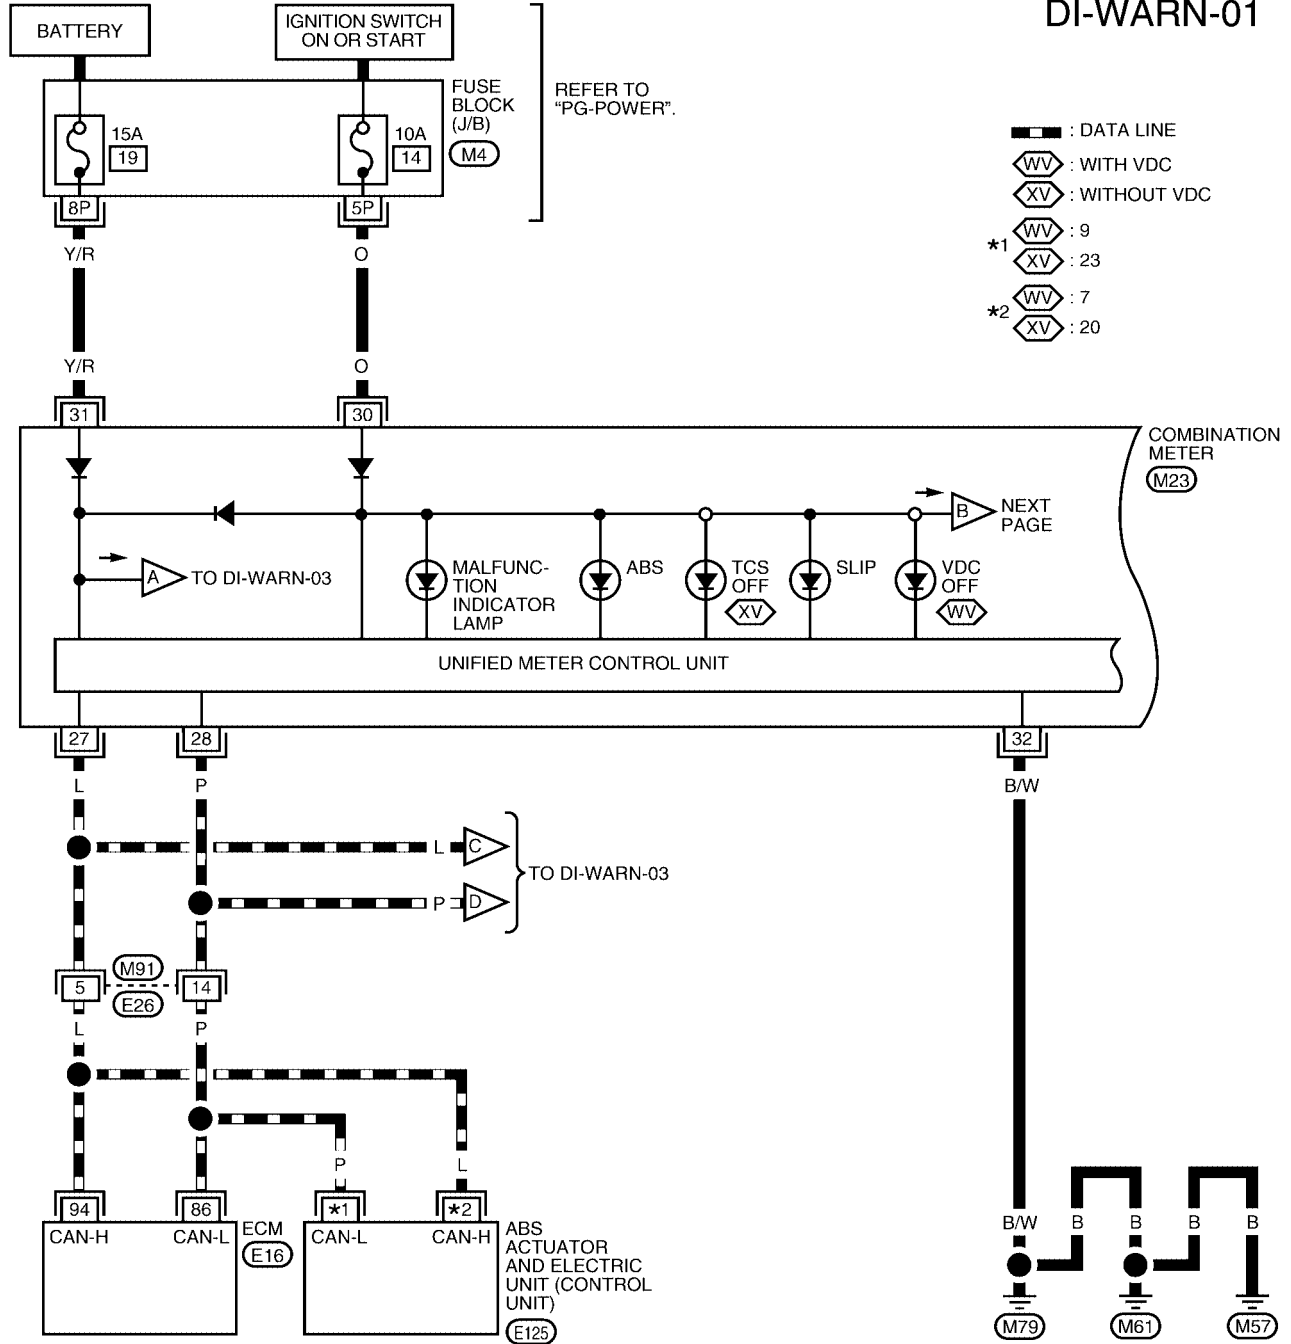 DI-WARN-01
BATTERY
IGNITION SWITCH
ON OR START
FUSE
BLOCK
(J/B)
M4
REFER TO
"PG-POWER".
15A
19
10A
14
8P
5P
: DATA LINE
WV : WITH VDC
XV : WITHOUT VDC
*1
WV : 9
XV : 23
*2
WV : 7
XV : 20
Y/R
O
Y/R
O
31
30
COMBINATION
METER
M23
B
NEXT
PAGE
A
TO DI-WARN-03
MALFUNC-
TION
INDICATOR
LAMP
ABS
TCS
OFF
XV
SLIP
VDC
OFF
WV
UNIFIED METER CONTROL UNIT
27
28
32
L
P
B/W
L
C
P
D
TO DI-WARN-03
M91
5
14
E26
L
P
P
L
94
86
*1
*2
CAN-H
CAN-L
ECM
E16
CAN-L
CAN-H
ABS
ACTUATOR
AND ELECTRIC
UNIT (CONTROL
UNIT)
E125
B/W
B
B
B
B
M79
M61
M57